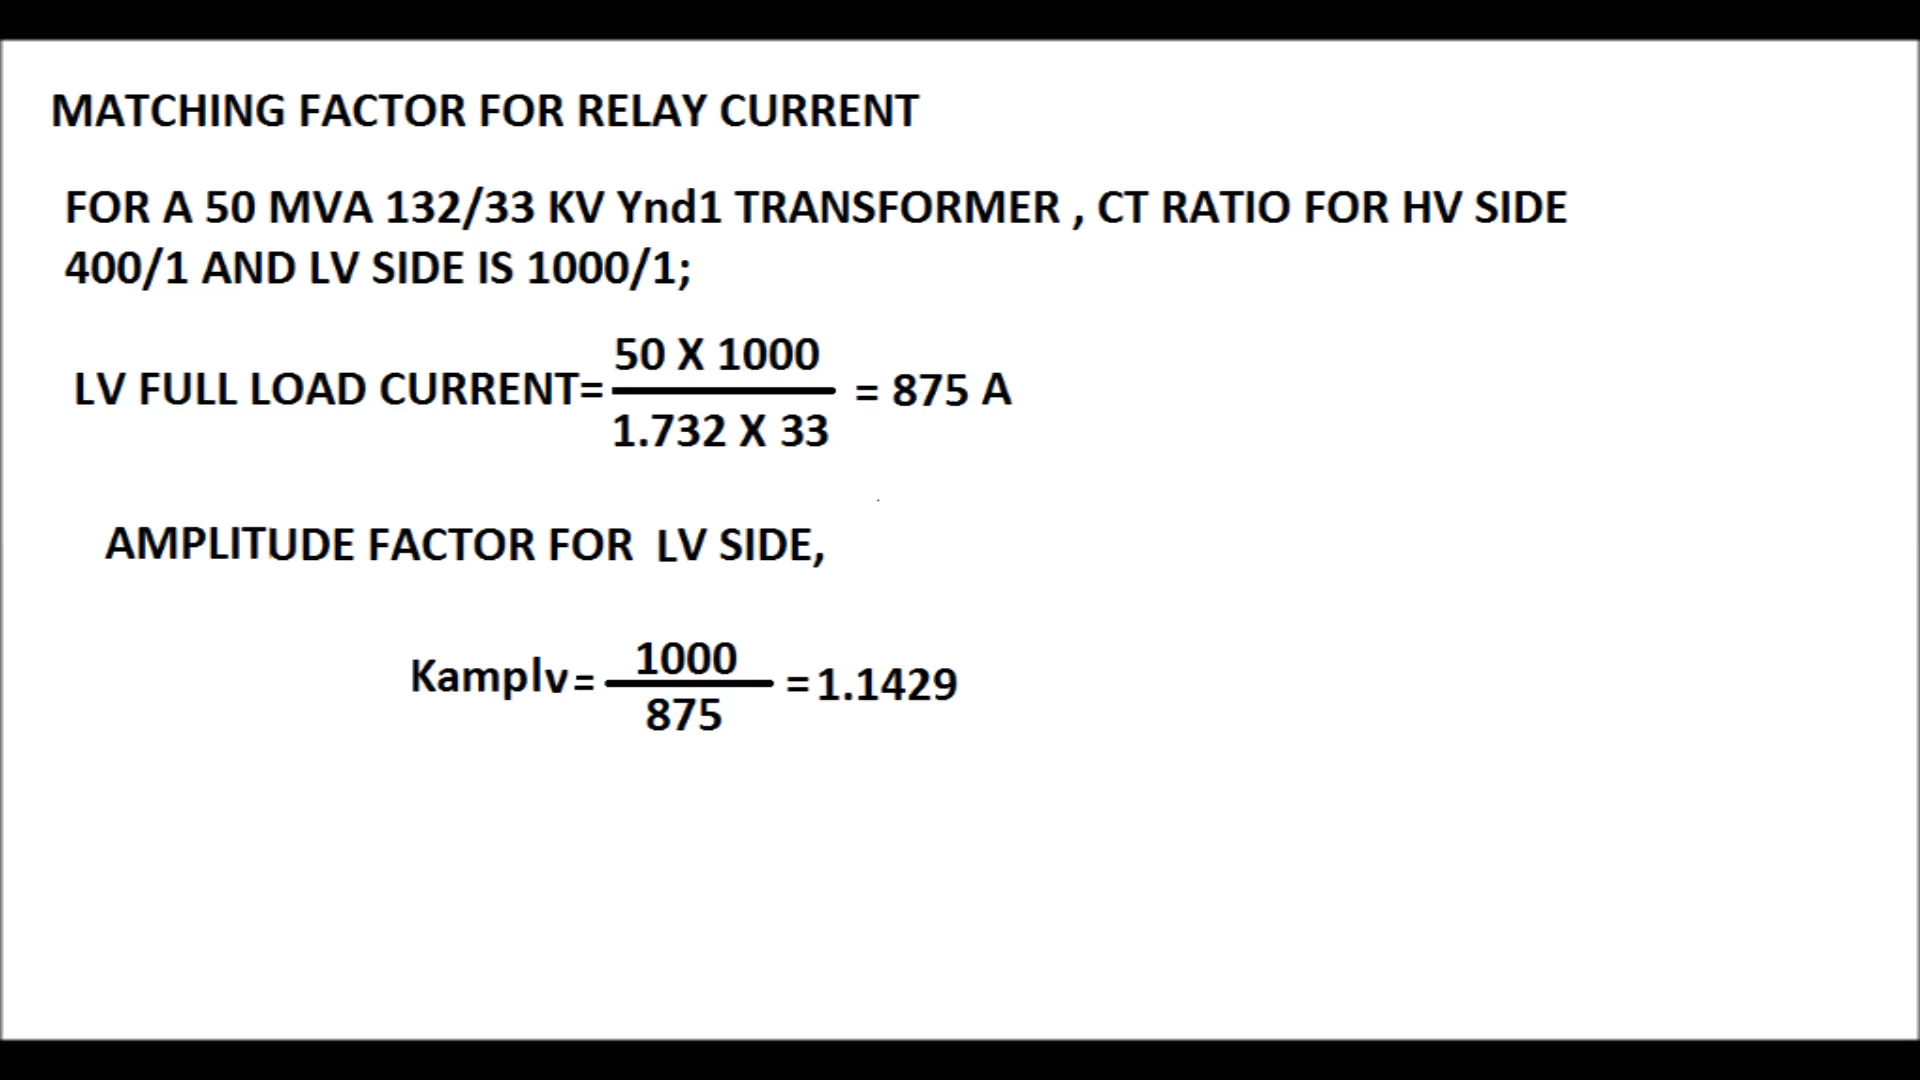 MATCHING FACTOR FOR RELAY CURRENT
FOR A 50 MVA 132/33 KV Ynd1 TRANSFORMER , CT RATIO FOR HV SIDE
400/1 AND LV SIDE IS 1000/1;
50 X 1000
LV FULL LOAD CURRENT= = 875 A
1.732 X 33
AMPLITUDE FACTOR FOR LV SIDE,
1000
Kamplv= =1.1429
875